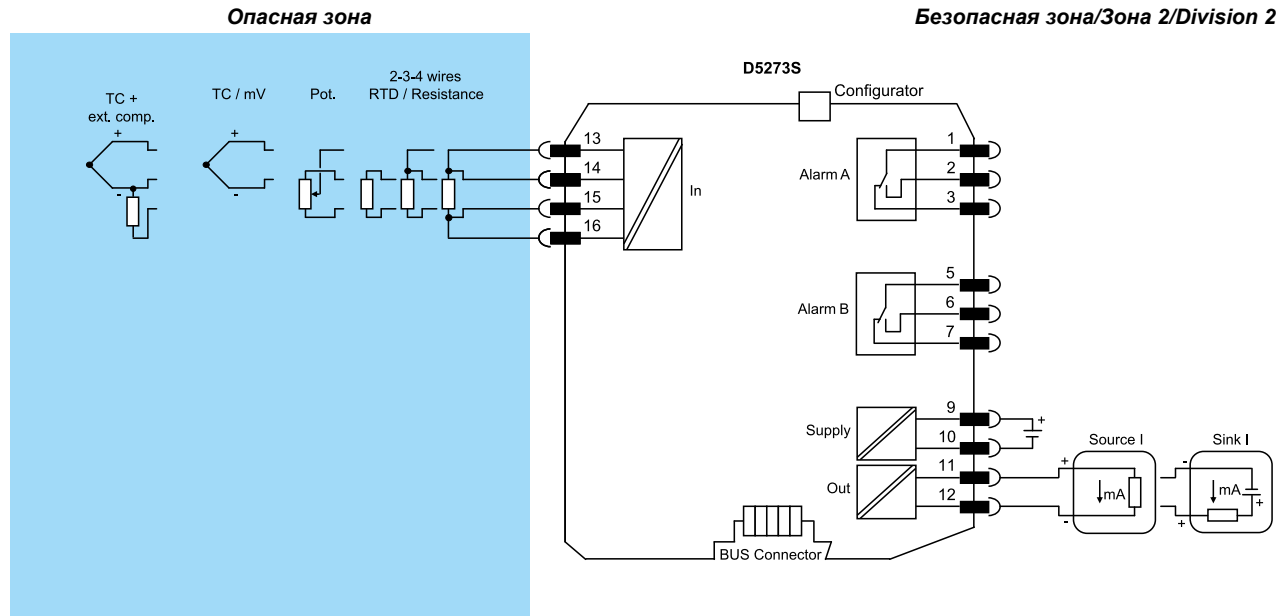 Опасная зона
Безопасная зона/Зона 2/Division 2
D5273S
Configurator
TC +
ext. comp.
+
-
TC / mV
+
-
Pot.
2-3-4 wires
RTD / Resistance
13
14
15
16
In
Alarm A
1
2
3
Alarm B
5
6
7
Supply
9
10
+
Out
11
12
Source I
+
mA
-
Sink I
-
mA
+
+
BUS Connector